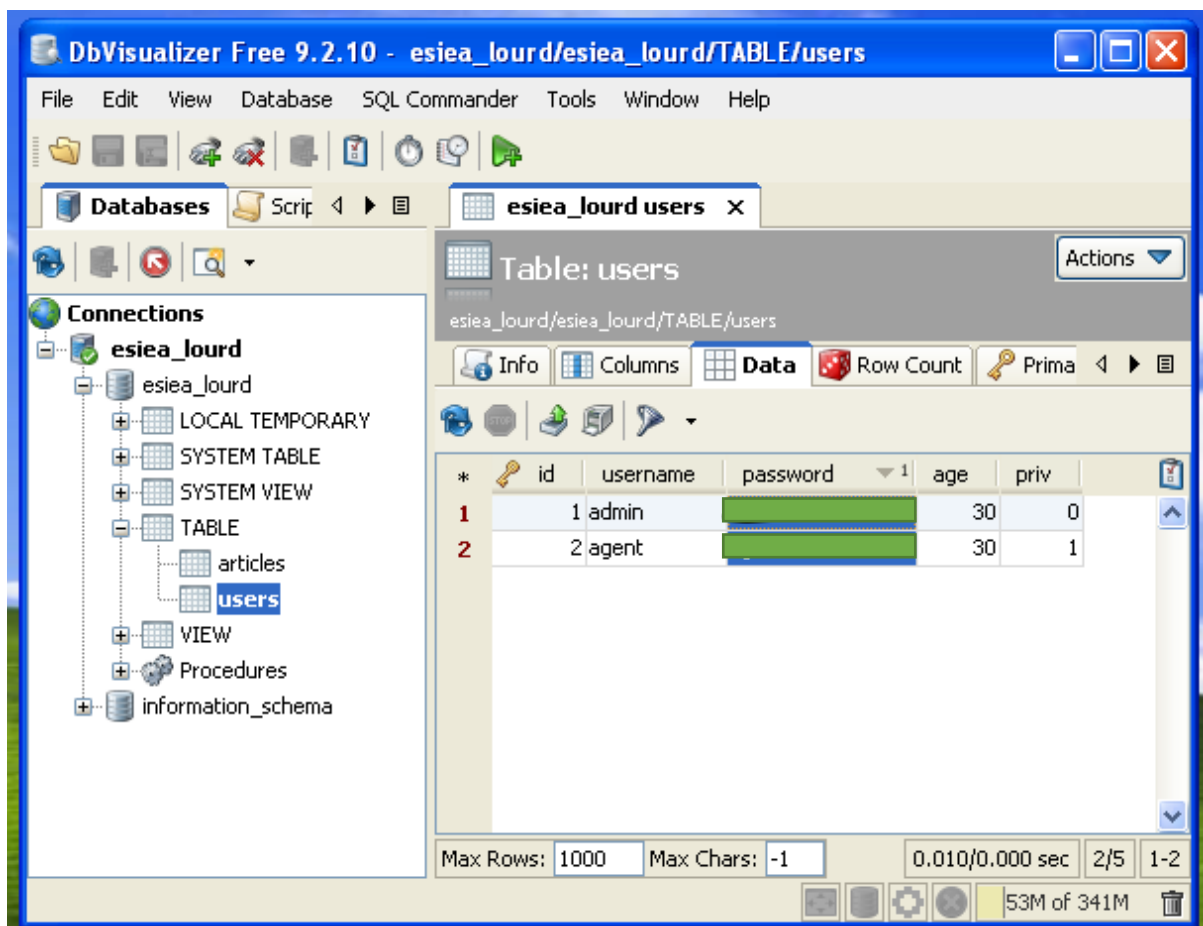 DbVisualizer Free 9.2.10 - esiea_lourd/esiea_lourd/TABLE/users
File Edit View Database SQL Commander Tools Window Help
Databases Scrip
esiea_lourd users
Table: users
Actions
esiea_lourd/esiea_lourd/TABLE/users
Info Columns Data Row Count Prima
Connections
esiea_lourd
esiea_lourd
LOCAL TEMPORARY
SYSTEM TABLE
SYSTEM VIEW
TABLE
articles
users
VIEW
Procedures
information_schema
STOP
* id username password 1 age priv
1 1 admin 30 0
2 2 agent 30 1
Max Rows: 1000 Max Chars: -1 0.010/0.000 sec 2/5 1-2
53M of 341M